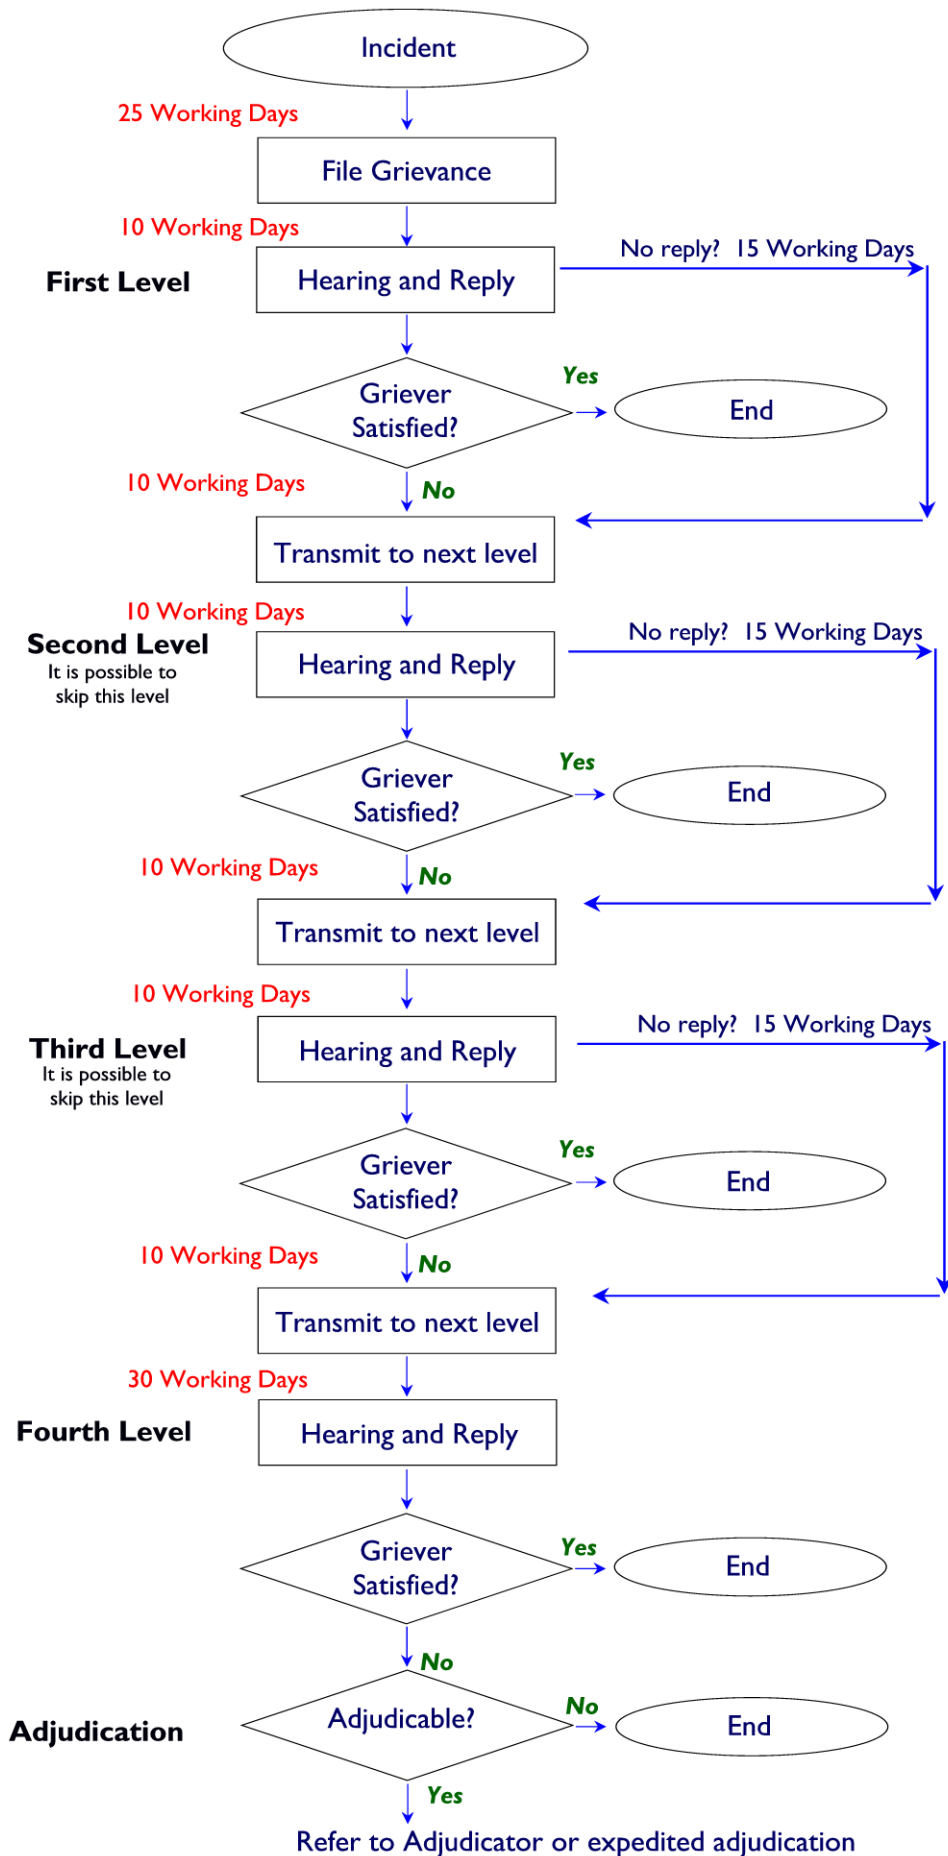 Incident
25 Working Days
File Grievance
10 Working Days
No reply?  15 Working Days
First Level
Hearing and Reply
Griever
Satisfied?
Yes
End
10 Working Days
No
Transmit to next level
10 Working Days
No reply?  15 Working Days
Second Level
It is possible to
skip this level
Hearing and Reply
Griever
Satisfied?
Yes
End
10 Working Days
No
Transmit to next level
10 Working Days
No reply?  15 Working Days
Third Level
It is possible to
skip this level
Hearing and Reply
Griever
Satisfied?
Yes
End
10 Working Days
No
Transmit to next level
30 Working Days
Fourth Level
Hearing and Reply
Griever
Satisfied?
Yes
End
No
Adjudication
Adjudicable?
No
End
Yes
Refer to Adjudicator or expedited adjudication